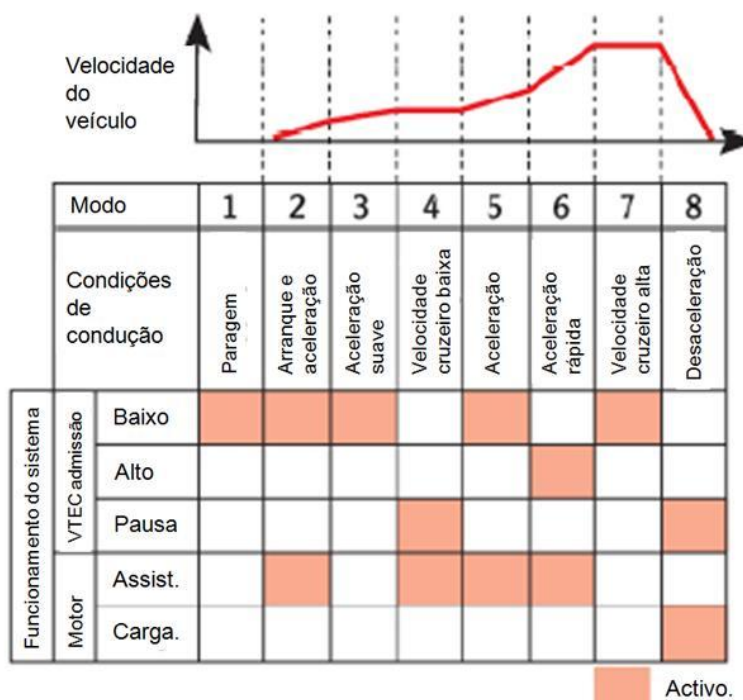 Velocidade
do
veículo
Modo 1 2 3 4 5 6 7 8
Condições
de
condução
Paragem
Arranque e
aceleração
Aceleração
suave
Velocidade
cruzeiro baixa
Aceleração
Aceleração
rápida
Velocidade
cruzeiro alta
Desaceleração
Funcionamento do sistema
VTEC admissão
Baixo
Alto
Pausa
Motor
Assist.
Carga.
Activo.